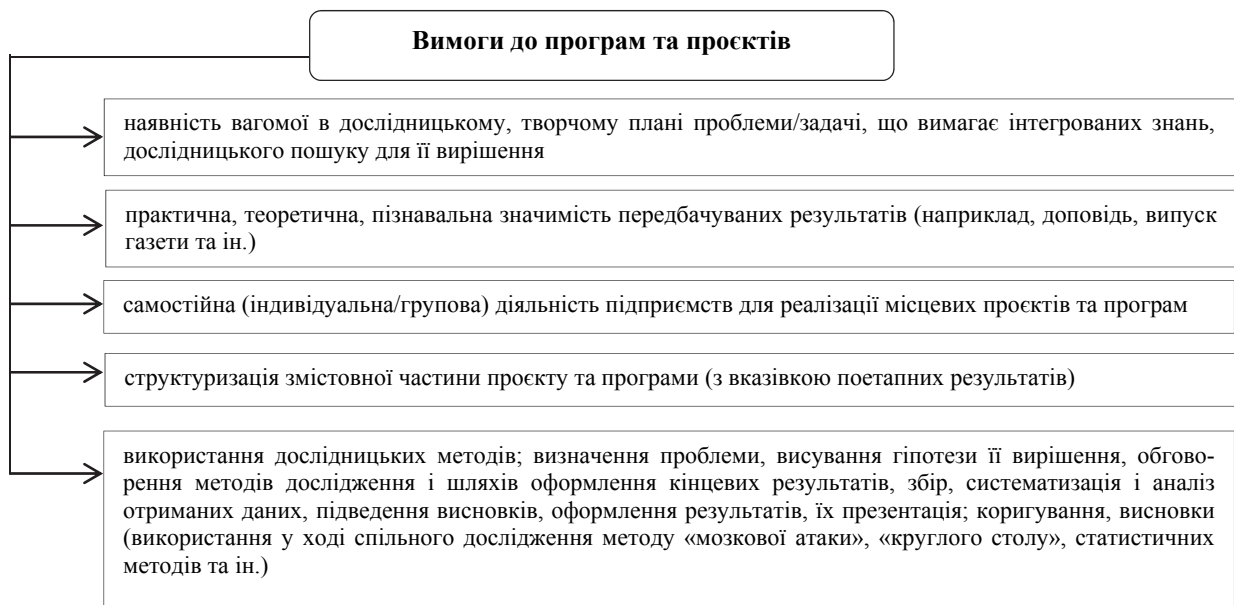 Вимоги до програм та проєктів
наявність вагомої в дослідницькому, творчому плані проблеми/задачі, що вимагає інтегрованих знань,
дослідницького пошуку для її вирішення
практична, теоретична, пізнавальна значимість передбачуваних результатів (наприклад, доповідь, випуск
газети та ін.)
самостійна (індивідуальна/групова) діяльність підприємств для реалізації місцевих проєктів та програм
структуризація змістовної частини проєкту та програми (з вказівкою поетапних результатів)
використання дослідницьких методів; визначення проблеми, висування гіпотези її вирішення, обгово-
рення методів дослідження і шляхів оформлення кінцевих результатів, збір, систематизація і аналіз
отриманих даних, підведення висновків, оформлення результатів, їх презентація; коригування, висновки
(використання у ході спільного дослідження методу «мозкової атаки», «круглого столу», статистичних
методів та ін.)